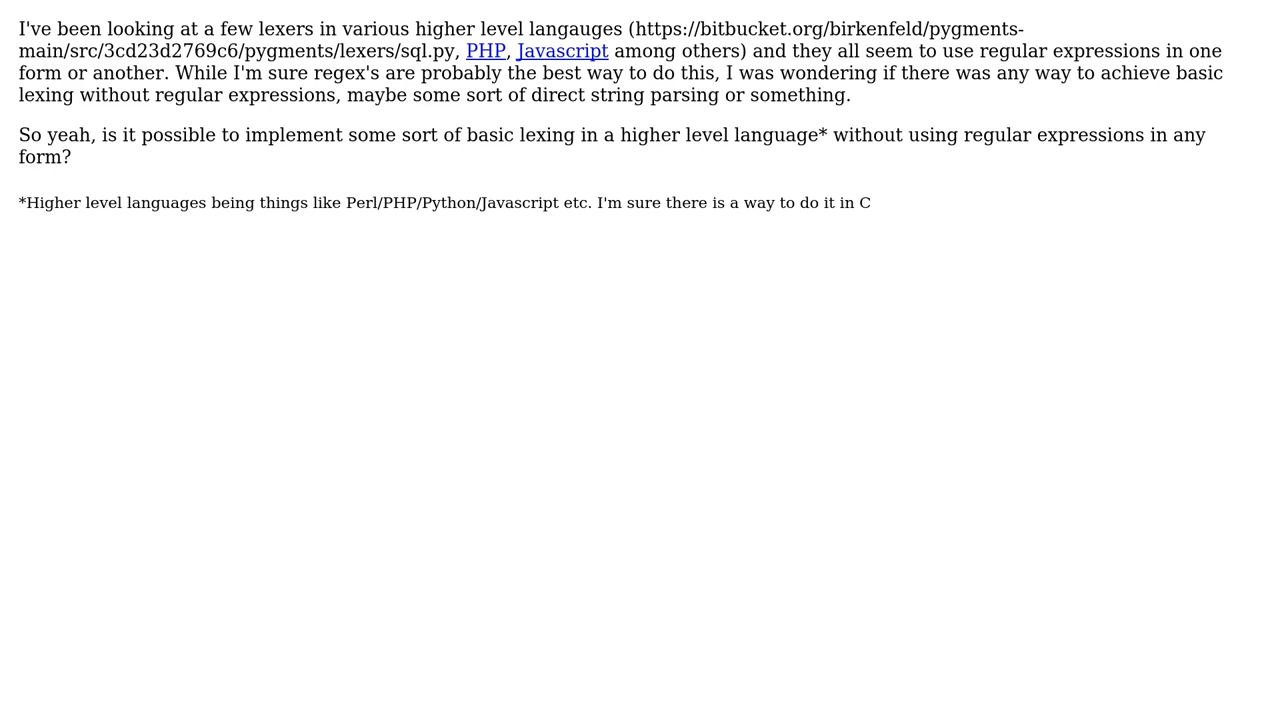 I've been looking at a few lexers in various higher level langauges (https://bitbucket.org/birkenfeld/pygments-
main/src/3cd23d2769c6/pygments/lexers/sql.py, PHP, Javascript among others) and they all seem to use regular expressions in one
form or another. While I'm sure regex's are probably the best way to do this, I was wondering if there was any way to achieve basic
lexing without regular expressions, maybe some sort of direct string parsing or something.
So yeah, is it possible to implement some sort of basic lexing in a higher level language* without using regular expressions in any
form?
*Higher level languages being things like Perl/PHP/Python/Javascript etc. I'm sure there is a way to do it in C